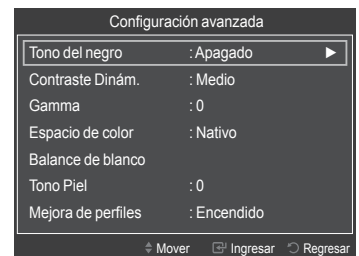 Configuración avanzada
Tono del negro : Apagado ►
Contraste Dinám. : Medio
Gamma : 0
Espacio de color : Nativo
Balance de blanco
Tono Piel : 0
Mejora de perfiles : Encendido
Mover Ingresar Regresar